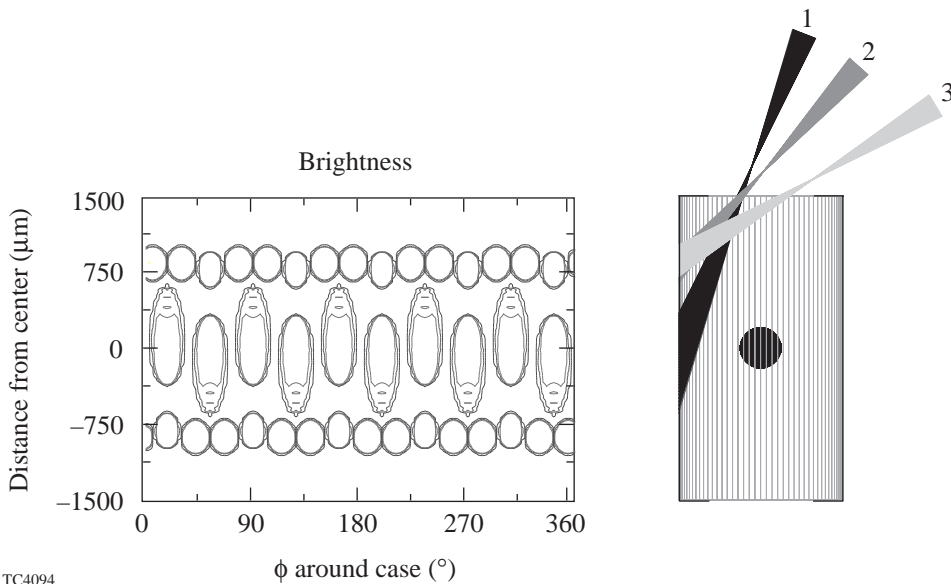 Brightness
1500
750
0
–750
–1500
Distance from center (µm)
0 90 180 270 360
ϕ around case (°)
TC4094
1
2
3